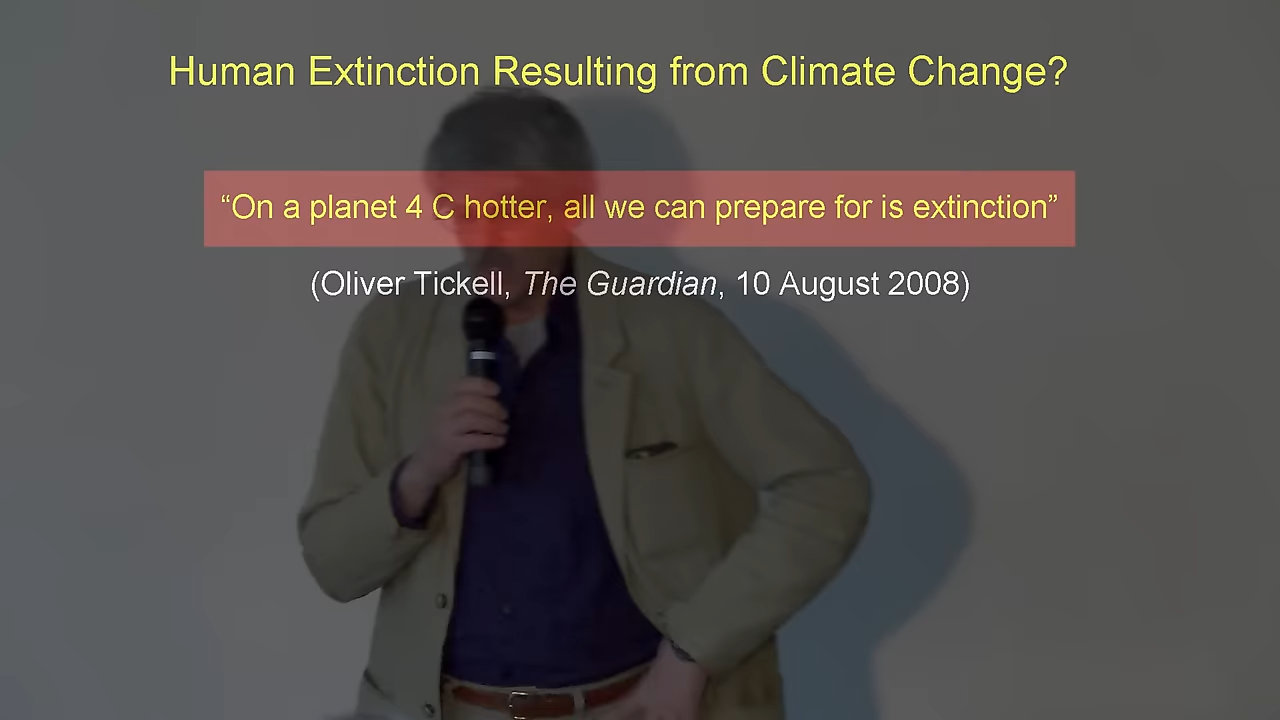 Human Extinction Resulting from Climate Change?
“On a planet 4 C hotter, all we can prepare for is extinction”
(Oliver Tickell, The Guardian, 10 August 2008)